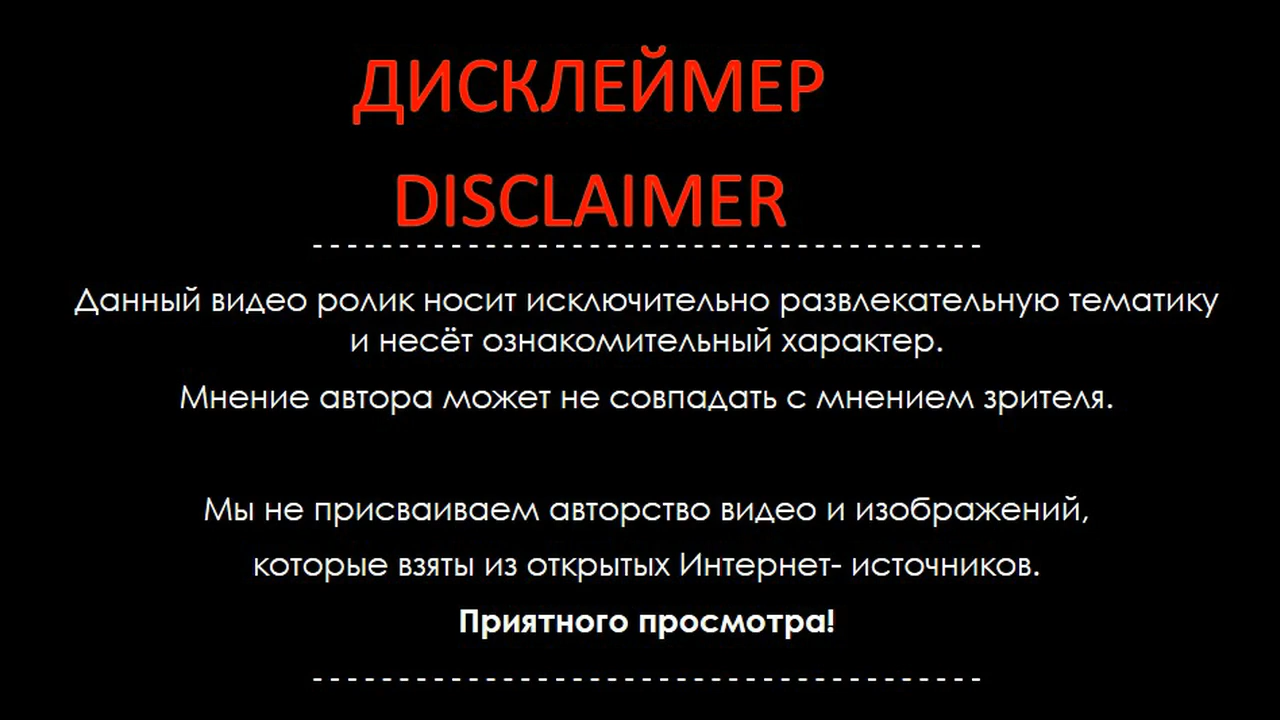 ДИСКЛЕЙМЕР
DISCLAIMER
---------------------------------------
Данный видео ролик носит исключительно развлекательную тематику
и несёт ознакомительный характер.
Мнение автора может не совпадать с мнением зрителя.
Мы не присваиваем авторство видео и изображений,
которые взяты из открытых Интернет- источников.
Приятного просмотра!
---------------------------------------